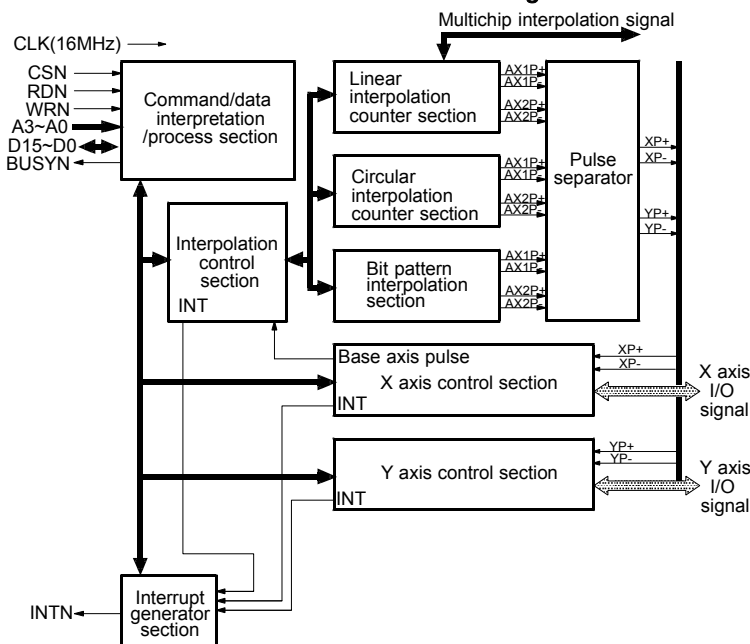 Multichip interpolation signal
CLK(16MHz)
CSN
RDN
WRN
A3~A0
D15~D0
BUSYN
Command/data
interpretation
/process section
Linear
interpolation
counter section
AX1P+
AX1P-
AX2P+
AX2P-
Circular
interpolation
counter section
AX1P+
AX1P-
AX2P+
AX2P-
Bit pattern
interpolation
section
AX1P+
AX1P-
AX2P+
AX2P-
Pulse
separator
XP+
XP-
YP+
YP-
Interpolation
control
section
INT
Base axis pulse
X axis control section
INT
XP+
XP-
X axis
I/O
signal
Y axis control section
INT
YP+
YP-
Y axis
I/O
signal
INTN
Interrupt
generator
section